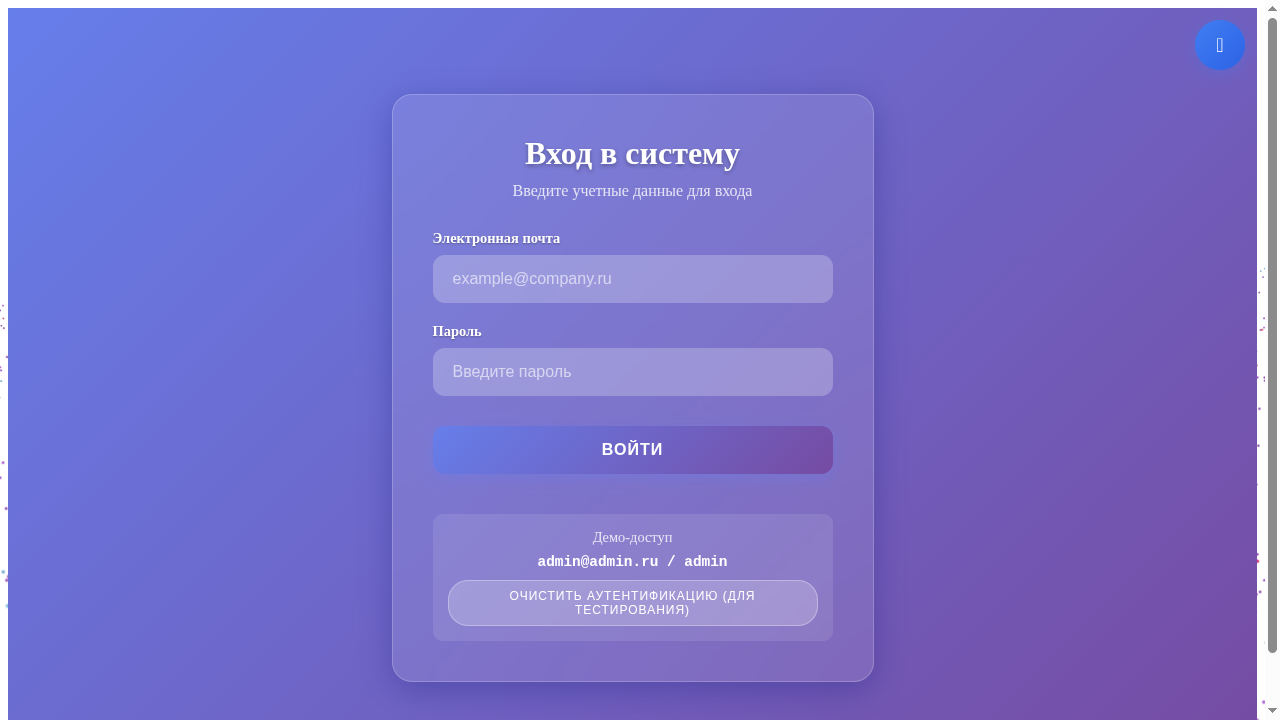 Вход в систему
Введите учетные данные для входа
Электронная почта
example@company.ru
Пароль
Введите пароль
ВОЙТИ
Демо-доступ
admin@admin.ru / admin
ОЧИСТИТЬ АУТЕНТИФИКАЦИЮ (ДЛЯ
ТЕСТИРОВАНИЯ)